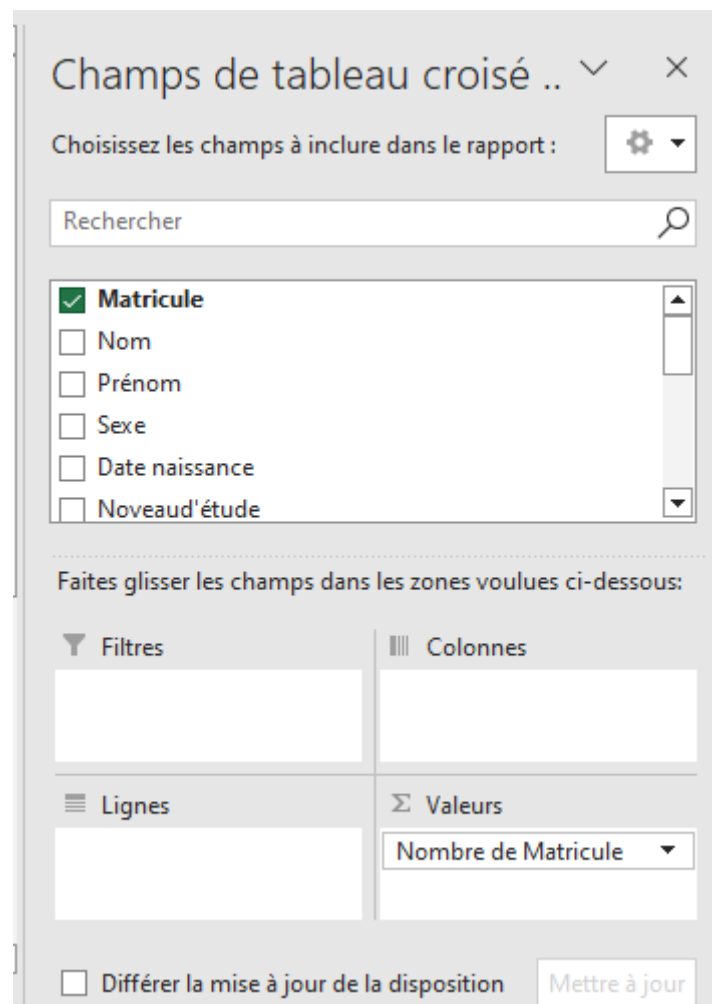 Champs de tableau croisé ..
Choisissez les champs à inclure dans le rapport :
Rechercher
Matricule
Nom
Prénom
Sexe
Date naissance
Noveaud'étude
Faites glisser les champs dans les zones voulues ci-dessous:
Filtres
Colonnes
Lignes
Σ Valeurs
Nombre de Matricule
Différer la mise à jour de la disposition
Mettre à jour